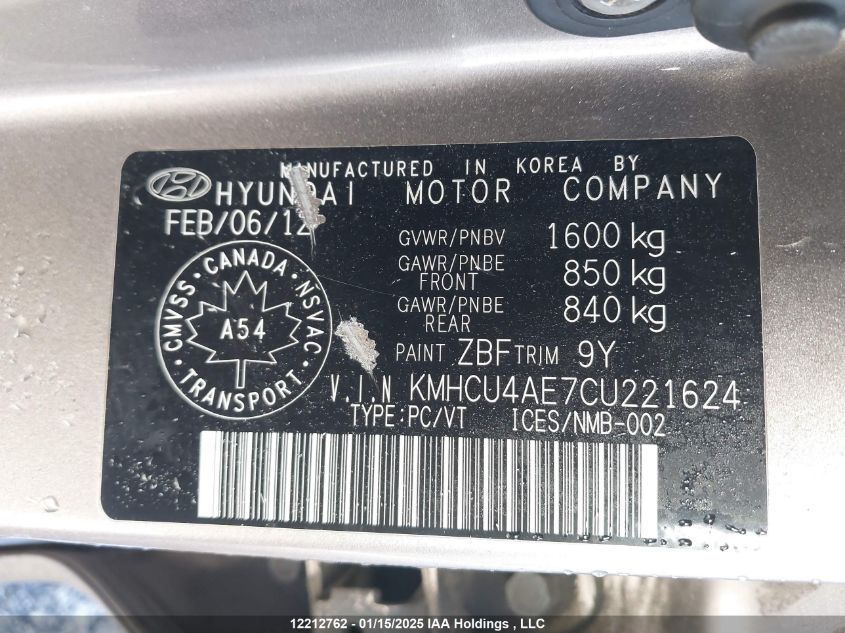 MANUFACTURED IN KOREA BY
HYUNDAI MOTOR COMPANY
FEB/06/12
GVWR/PNBV 1600 kg
GAWR/PNBE FRONT 850 kg
GAWR/PNBE REAR 840 kg
CMVSS · CANADA · NSVAC · TRANSPORT ·
A54
PAINT ZBF TRIM 9Y
V.I.N KMHCU4AE7CU221624
TYPE:PC/VT ICES/NMB-002
12212762 - 01/15/2025 IAA Holdings , LLC